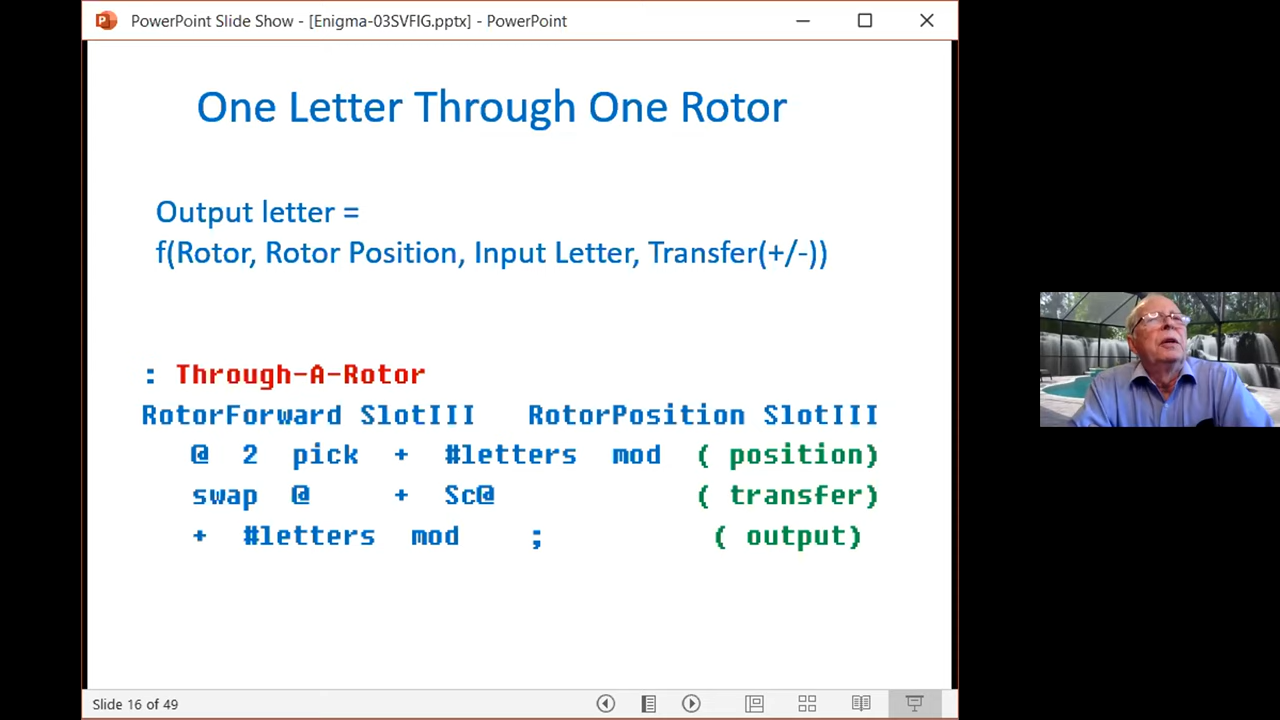 PowerPoint Slide Show - [Enigma-03SVFIG.pptx] - PowerPoint
One Letter Through One Rotor
Output letter =
f(Rotor, Rotor Position, Input Letter, Transfer(+/-))
: Through-A-Rotor
RotorForward SlotIII RotorPosition SlotIII
@ 2 pick + #letters mod ( position)
swap @ + Sc@ ( transfer)
+ #letters mod ; ( output)
Slide 16 of 49